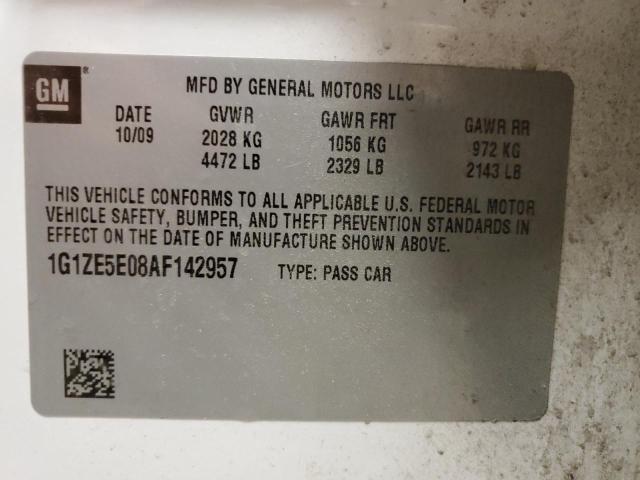 GM®
MFD BY GENERAL MOTORS LLC
DATE GVWR GAWR FRT GAWR RR
10/09 2028 KG 1056 KG 972 KG
4472 LB 2329 LB 2143 LB
THIS VEHICLE CONFORMS TO ALL APPLICABLE U.S. FEDERAL MOTOR
VEHICLE SAFETY, BUMPER, AND THEFT PREVENTION STANDARDS IN
EFFECT ON THE DATE OF MANUFACTURE SHOWN ABOVE.
1G1ZE5E08AF142957 TYPE: PASS CAR